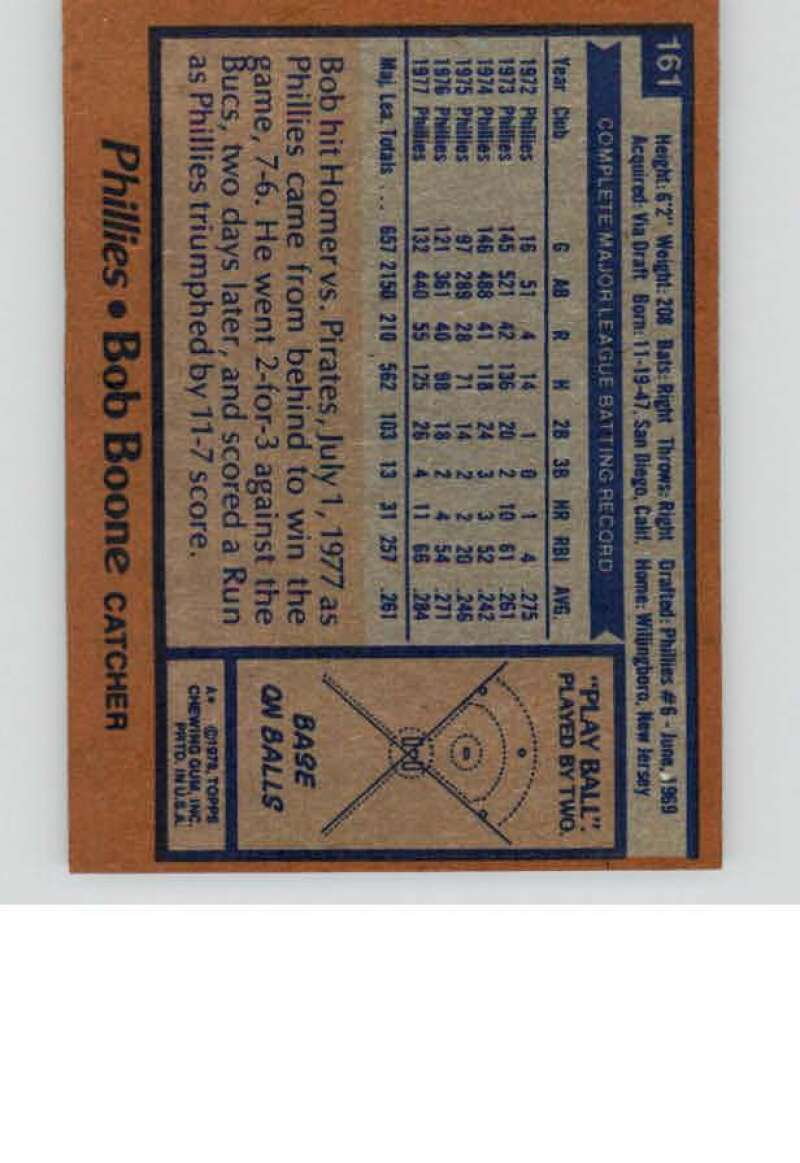 161
Height: 6'2" Weight: 208 Bats: Right Throws: Right Drafted: Phillies #6 - June, 1969
Acquired: Via Draft Born: 11-19-47, San Diego, Calif. Home: Willingboro, New Jersey
COMPLETE MAJOR LEAGUE BATTING RECORD
Year Club G AB R H 2B 3B HR RBI AVG.
1972 Phillies 16 51 4 14 1 0 1 4 .275
1973 Phillies 145 521 42 136 20 2 10 61 .261
1974 Phillies 146 488 41 118 24 3 3 52 .242
1975 Phillies 97 289 28 71 14 2 2 20 .246
1976 Phillies 121 361 40 98 18 2 4 54 .271
1977 Phillies 132 440 55 125 26 4 11 66 .284
Maj. Lea. Totals ... 657 2150 210 562 103 13 31 257 .261
Bob hit Homer vs. Pirates, July 1, 1977 as
Phillies came from behind to win the
game, 7-6. He went 2-for-3 against the
Bucs, two days later, and scored a Run
as Phillies triumphed by 11-7 score.
"PLAY BALL".
PLAYED BY TWO.
BASE
ON BALLS
A* ©1978, TOPPS
CHEWING GUM, INC.
PRTD. IN U.S.A.
Phillies • Bob Boone CATCHER